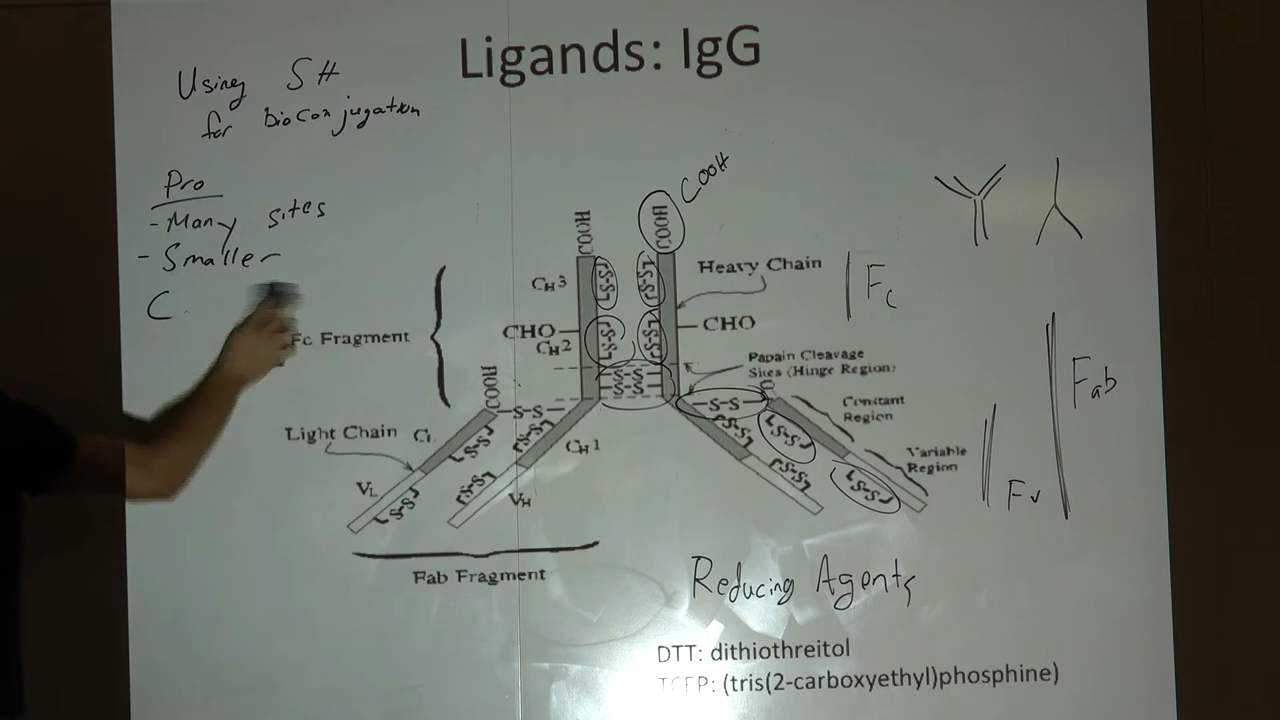 Ligands: IgG
Using SH
for bioconjugation
Pro
- Many sites
- Smaller
C
COOH
COOH
COOH
CH3
S-S
S-S
Heavy Chain
Fc
CHO
CHO
CH2
S-S
S-S
Fc Fragment
S-S
S-S
Papain Cleavage
Sites (Hinge Region)
COOH
-S-S-
-S-S-
Constant
Region
Fab
Light Chain
S-S
S-S
CH1
S-S
S-S
Variable
Region
VL
S-S
S-S
VH
S-S
S-S
Fv
Fab Fragment
Reducing Agents
DTT: dithiothreitol
TCEP: (tris(2-carboxyethyl)phosphine)